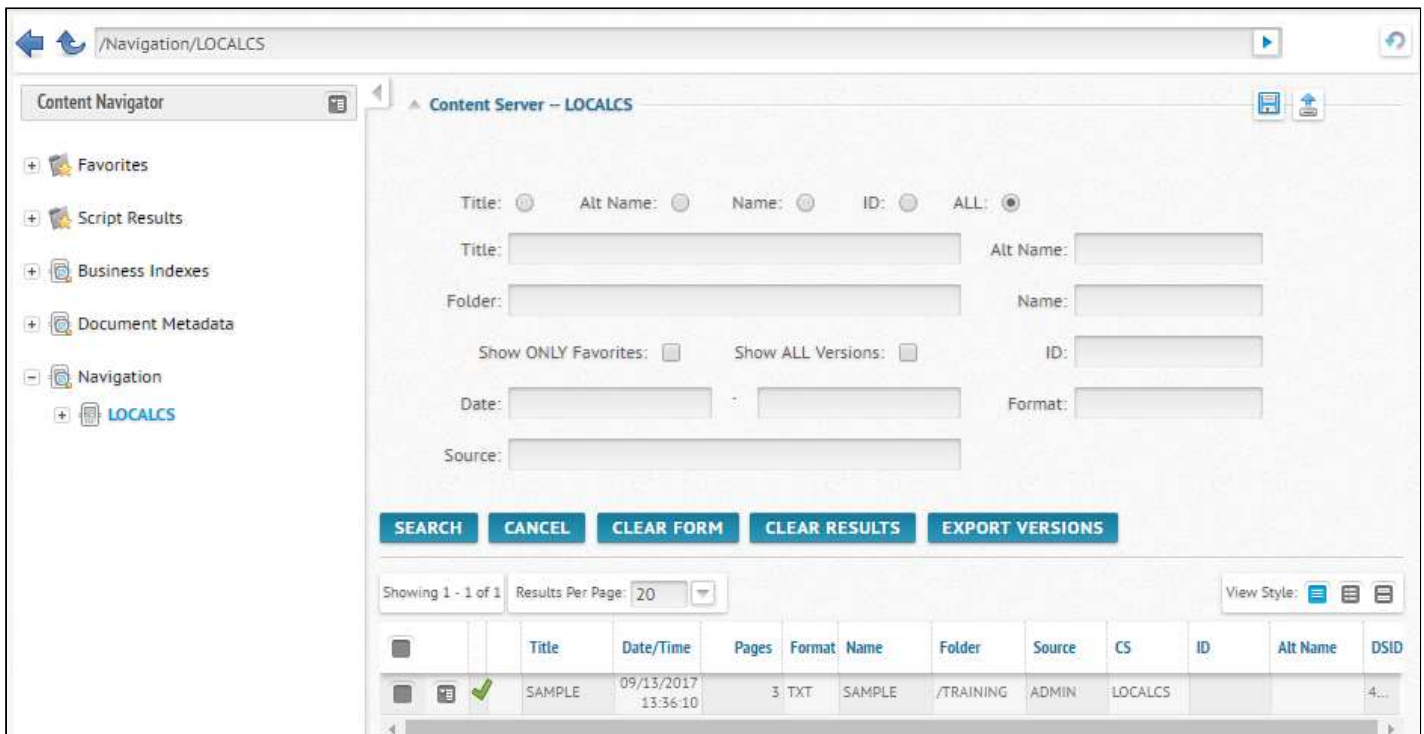 /Navigation/LOCALCS
Content Navigator
Content Server -- LOCALCS
Favorites
Script Results
Business Indexes
Document Metadata
Navigation
LOCALCS
Title: Alt Name: Name: ID: ALL:
Title: Alt Name:
Folder: Name:
Show ONLY Favorites: Show ALL Versions: ID:
Date: - Format:
Source:
SEARCH CANCEL CLEAR FORM CLEAR RESULTS EXPORT VERSIONS
Showing 1 - 1 of 1 Results Per Page: 20 View Style:
Title Date/Time Pages Format Name Folder Source CS ID Alt Name DSID
SAMPLE 09/13/2017 13:36:10 3 TXT SAMPLE /TRAINING ADMIN LOCALCS 4...